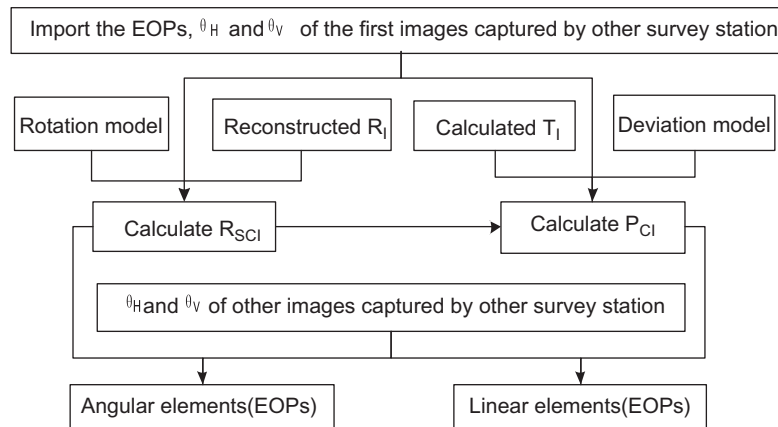 Import the EOPs, θH and θV of the first images captured by other survey station
Rotation model
Reconstructed RI
Calculated TI
Deviation model
Calculate RSCI
Calculate PCI
θH and θV of other images captured by other survey station
Angular elements(EOPs)
Linear elements(EOPs)